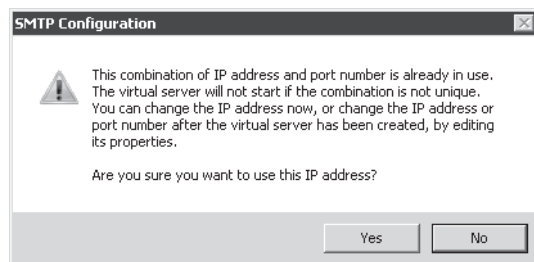 SMTP Configuration
This combination of IP address and port number is already in use.
The virtual server will not start if the combination is not unique.
You can change the IP address now, or change the IP address or
port number after the virtual server has been created, by editing
its properties.
Are you sure you want to use this IP address?
Yes
No